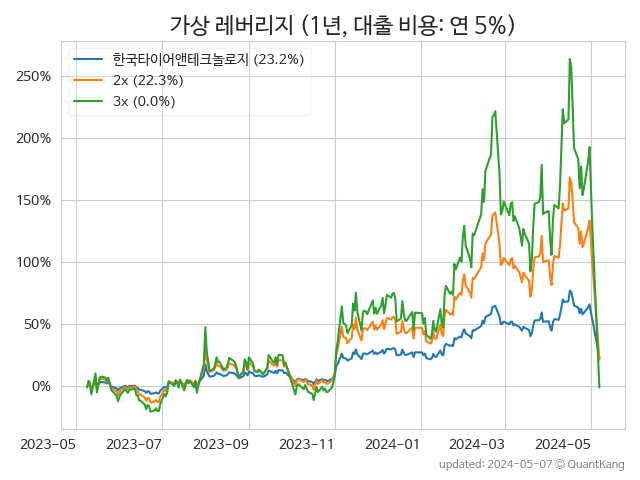 가상 레버리지 (1년, 대출 비용: 연 5%)
한국타이어앤테크놀로지 (23.2%)
2x (22.3%)
3x (0.0%)
250%
200%
150%
100%
50%
0%
2023-05 2023-07 2023-09 2023-11 2024-01 2024-03 2024-05
updated: 2024-05-07 © QuantKang